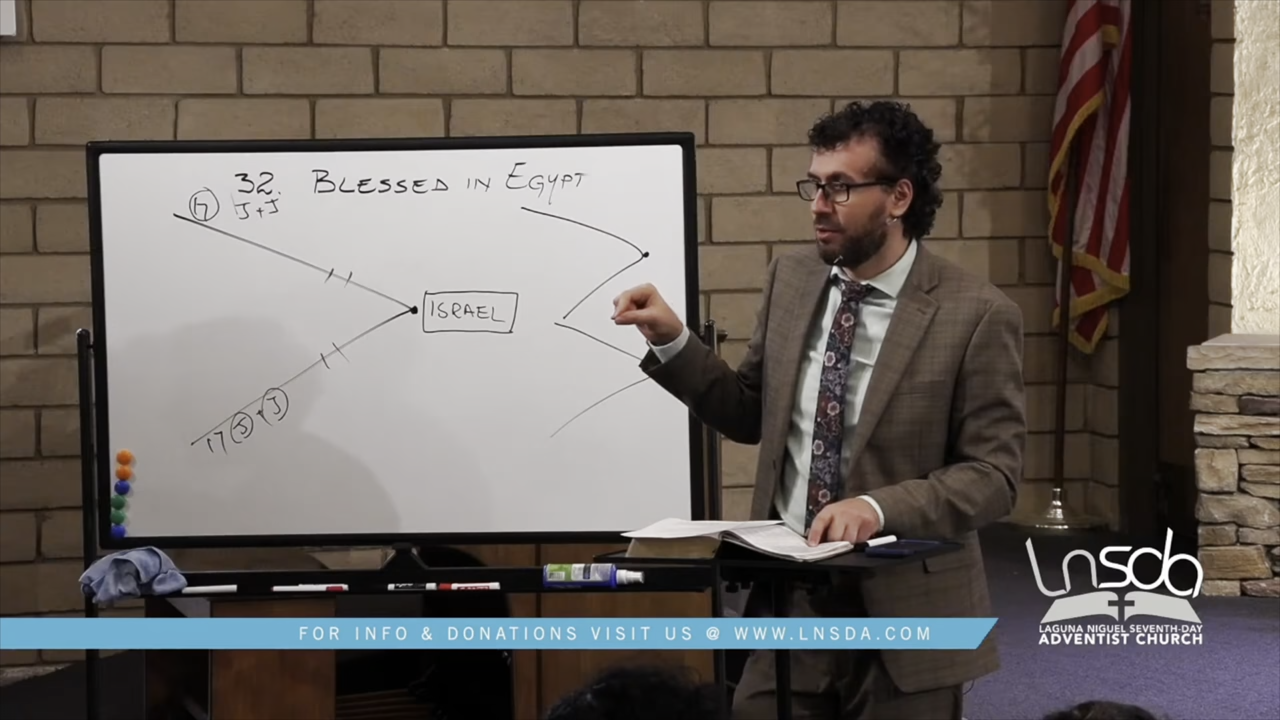 32. BLESSED IN EGYPT
17 J+J
ISRAEL
17 J+J
FOR INFO & DONATIONS VISIT US @ WWW.LNSDA.COM
LNSDA
LAGUNA NIGUEL SEVENTH-DAY
ADVENTIST CHURCH